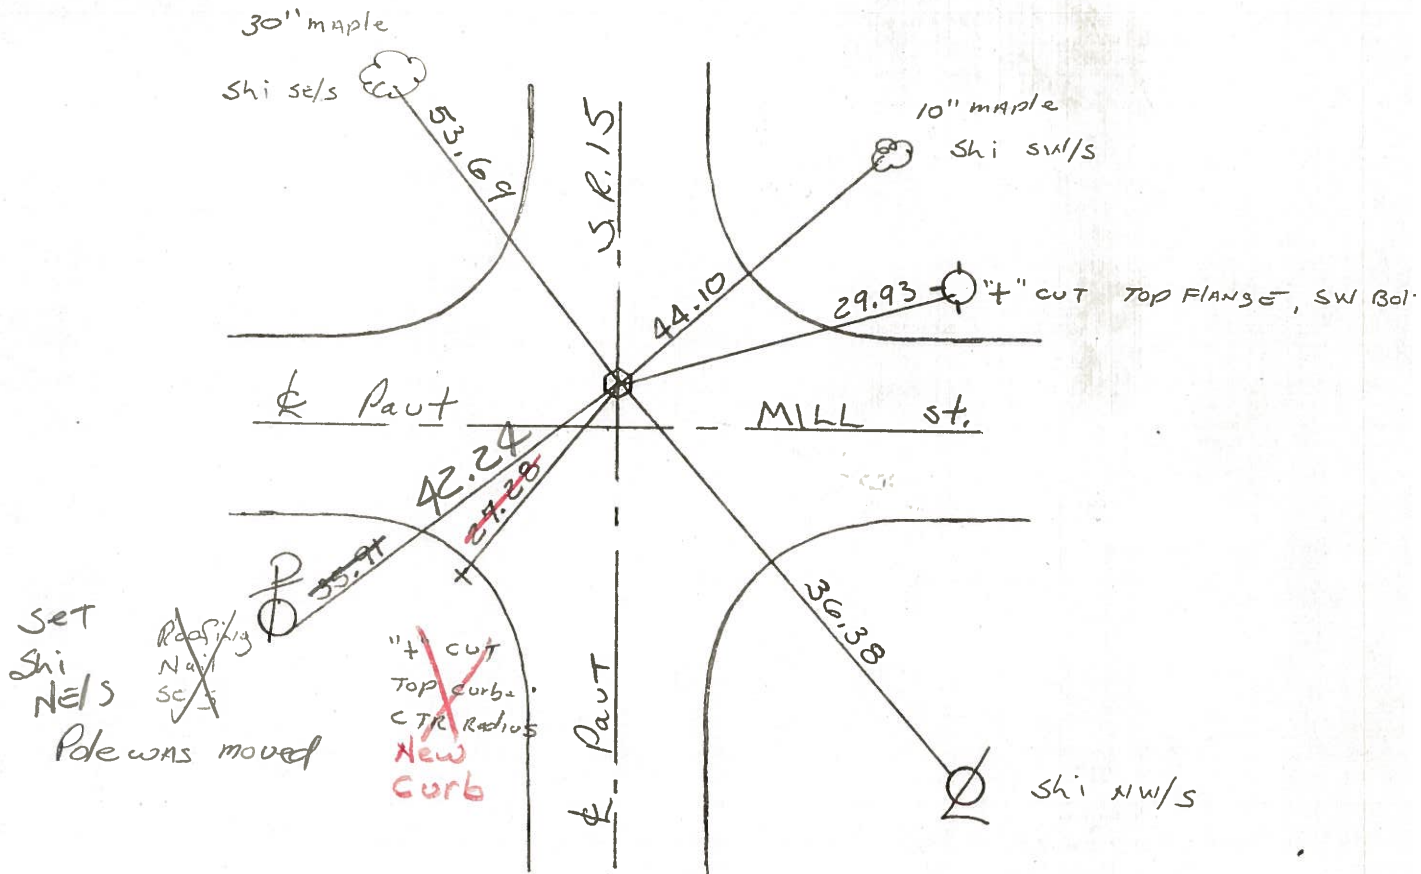 30" maple
Shi SE/S
53.69
S.R. 15
10" maple
Shi SW/S
44.10
29.93
"+" CUT TOP FLANGE, SW Bolt
℄ Pavt
MILL st.
42.24
27.28
35.91
Set
Shi
NE/S
Pole was moved
Roofing
Nail
"+" CUT
Top Curb.
CTR Radius
New
Curb
36.38
℄ Pavt
Shi NW/S